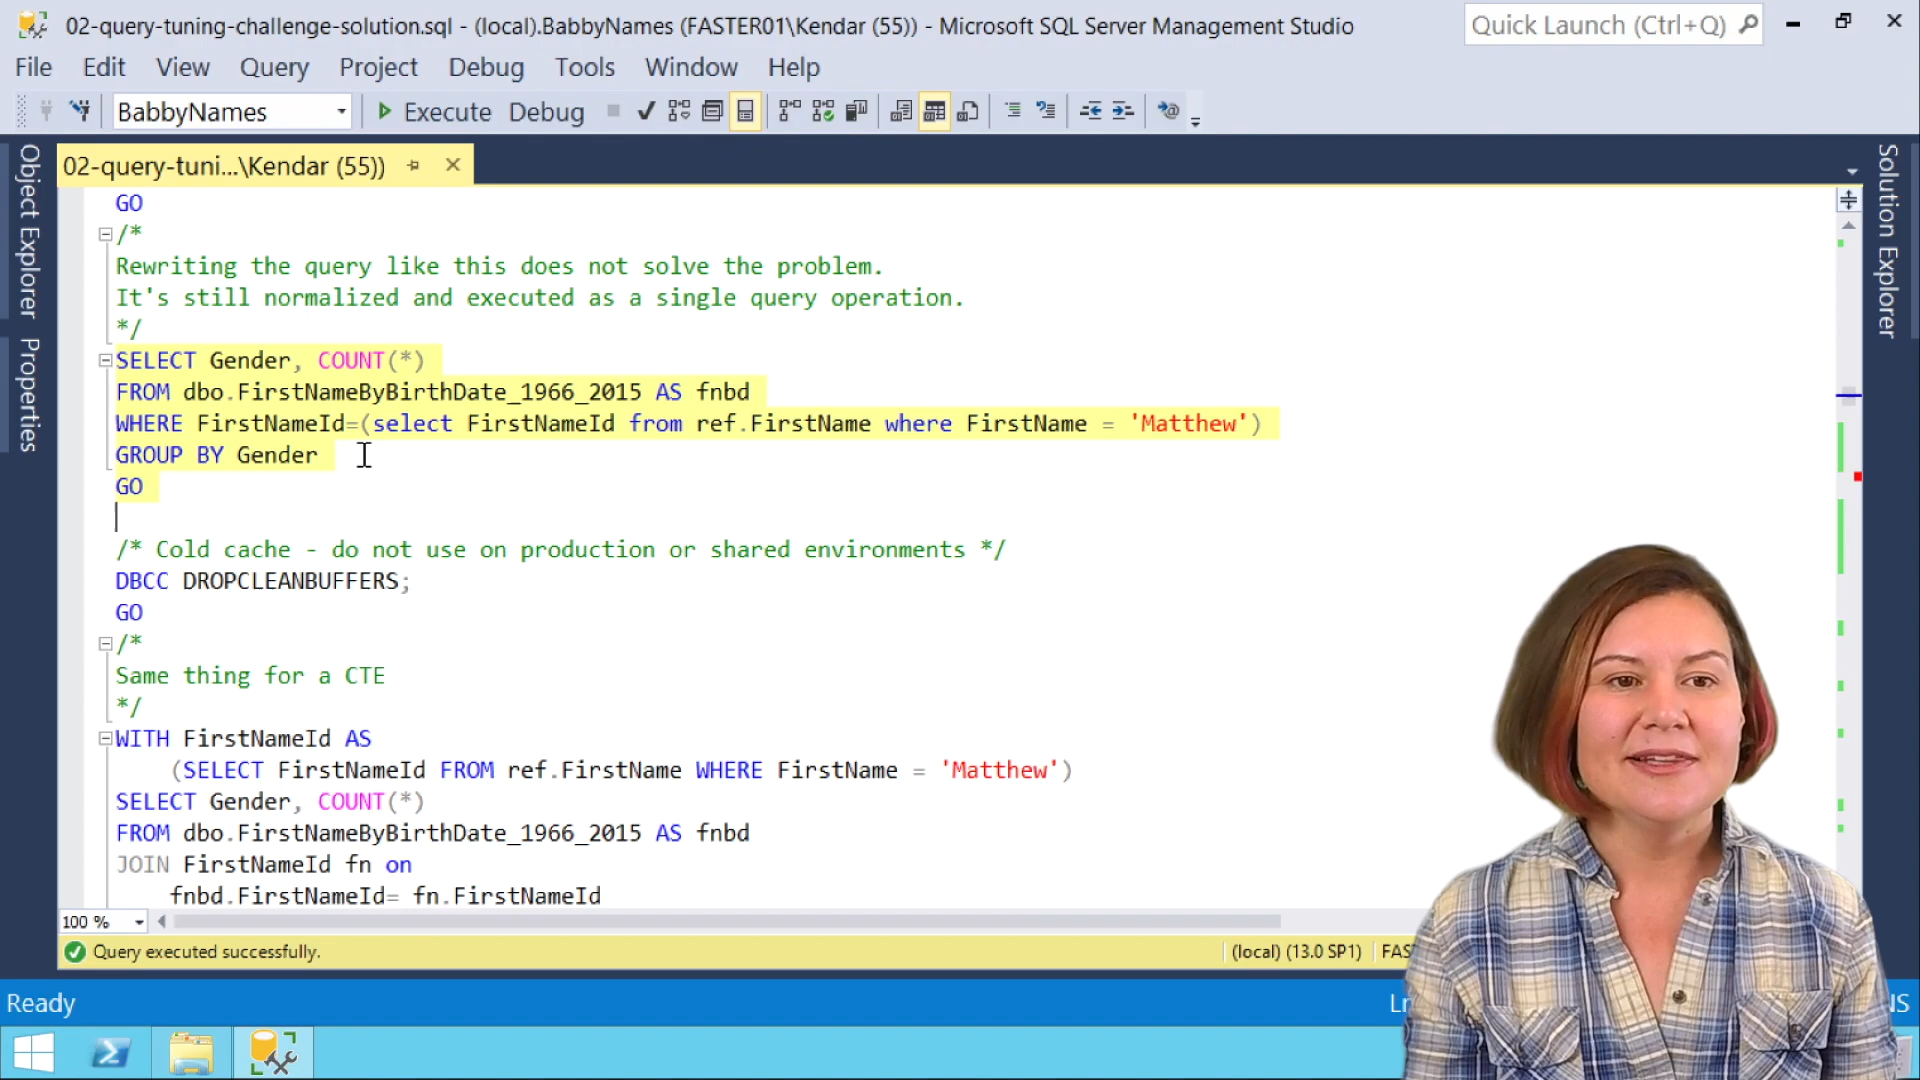 02-query-tuning-challenge-solution.sql - (local).BabbyNames (FASTER01\Kendar (55)) - Microsoft SQL Server Management Studio
Quick Launch (Ctrl+Q)
File Edit View Query Project Debug Tools Window Help
BabbyNames Execute Debug
Object Explorer
Properties
Solution Explorer
02-query-tuni...\Kendar (55))
GO
/*
Rewriting the query like this does not solve the problem.
It's still normalized and executed as a single query operation.
*/
SELECT Gender, COUNT(*)
FROM dbo.FirstNameByBirthDate_1966_2015 AS fnbd
WHERE FirstNameId=(select FirstNameId from ref.FirstName where FirstName = 'Matthew')
GROUP BY Gender
GO
/* Cold cache - do not use on production or shared environments */
DBCC DROPCLEANBUFFERS;
GO
/*
Same thing for a CTE
*/
WITH FirstNameId AS
(SELECT FirstNameId FROM ref.FirstName WHERE FirstName = 'Matthew')
SELECT Gender, COUNT(*)
FROM dbo.FirstNameByBirthDate_1966_2015 AS fnbd
JOIN FirstNameId fn on
fnbd.FirstNameId= fn.FirstNameId
100 %
Query executed successfully. (local) (13.0 SP1) FAS
Ready Ln NS